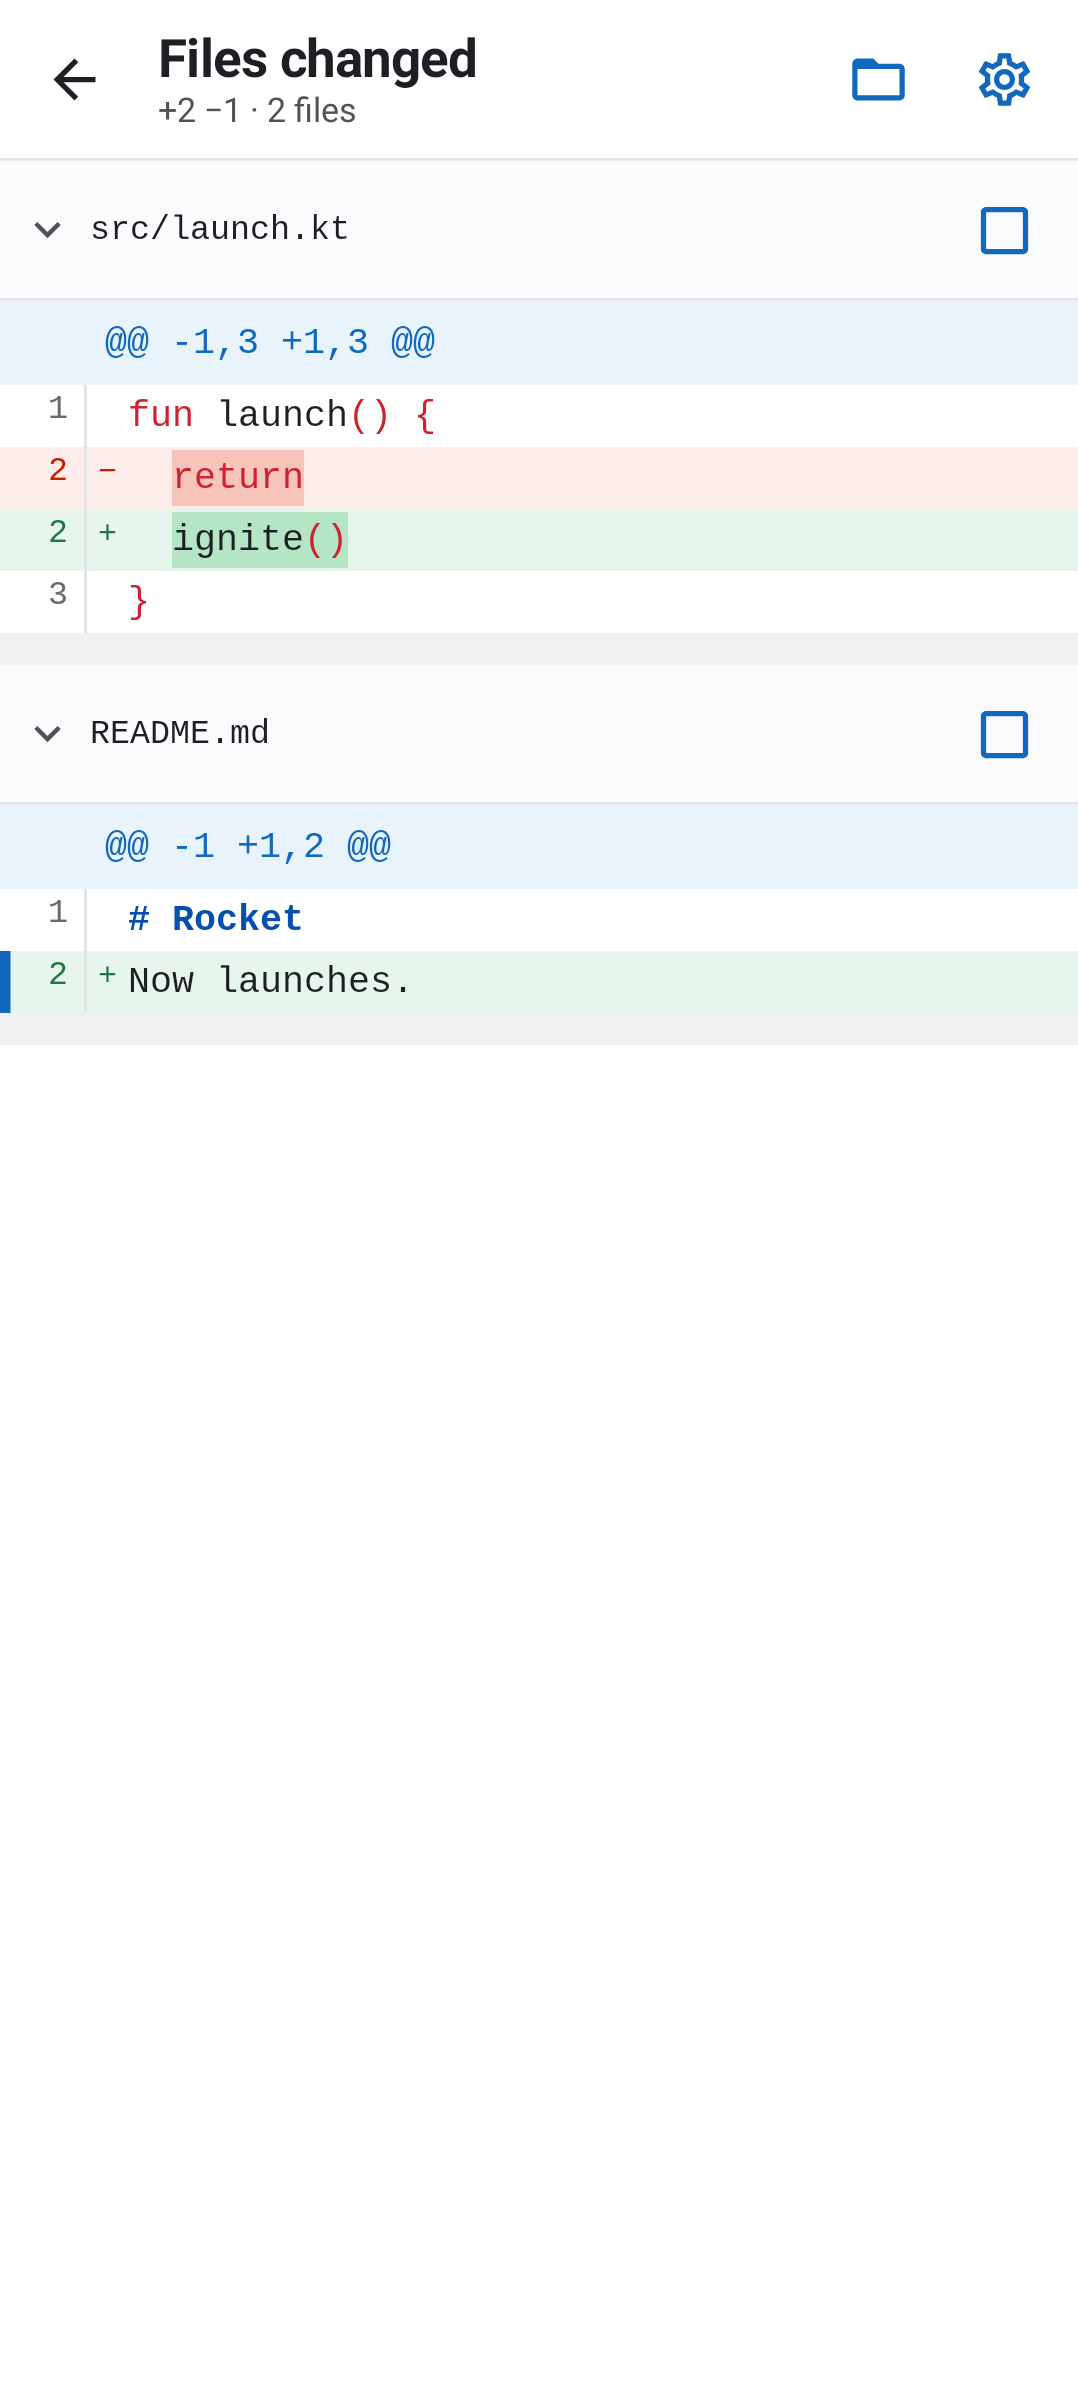 Files changed
+2 −1 · 2 files
src/launch.kt
@@ -1,3 +1,3 @@
1 fun launch() {
2 −   return
2 +   ignite()
3 }
README.md
@@ -1 +1,2 @@
1 # Rocket
2 + Now launches.